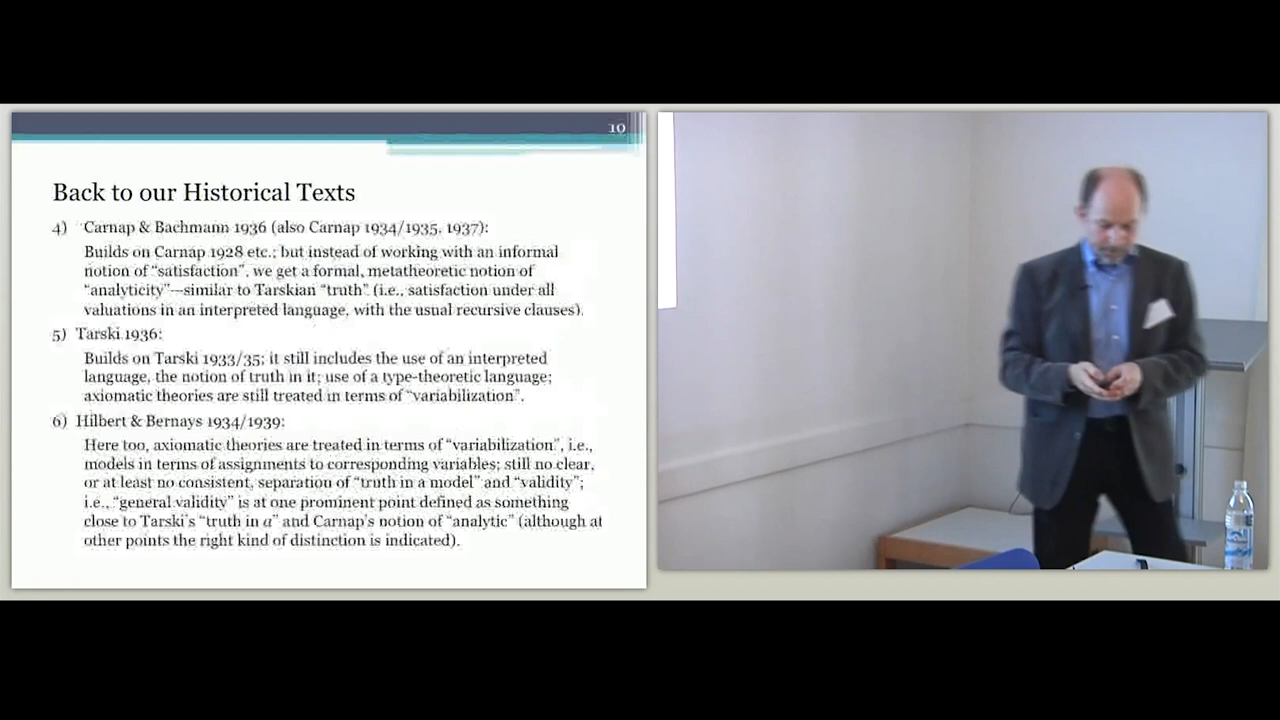 10
Back to our Historical Texts
4) Carnap & Bachmann 1936 (also Carnap 1934/1935, 1937):
Builds on Carnap 1928 etc.; but instead of working with an informal
notion of “satisfaction”, we get a formal, metatheoretic notion of
“analyticity”—similar to Tarskian “truth” (i.e., satisfaction under all
valuations in an interpreted language, with the usual recursive clauses).
5) Tarski 1936:
Builds on Tarski 1933/35; it still includes the use of an interpreted
language, the notion of truth in it; use of a type-theoretic language;
axiomatic theories are still treated in terms of “variabilization”.
6) Hilbert & Bernays 1934/1939:
Here too, axiomatic theories are treated in terms of “variabilization”, i.e.,
models in terms of assignments to corresponding variables; still no clear,
or at least no consistent, separation of “truth in a model” and “validity”;
i.e., “general validity” is at one prominent point defined as something
close to Tarski’s “truth in a” and Carnap’s notion of “analytic” (although at
other points the right kind of distinction is indicated).